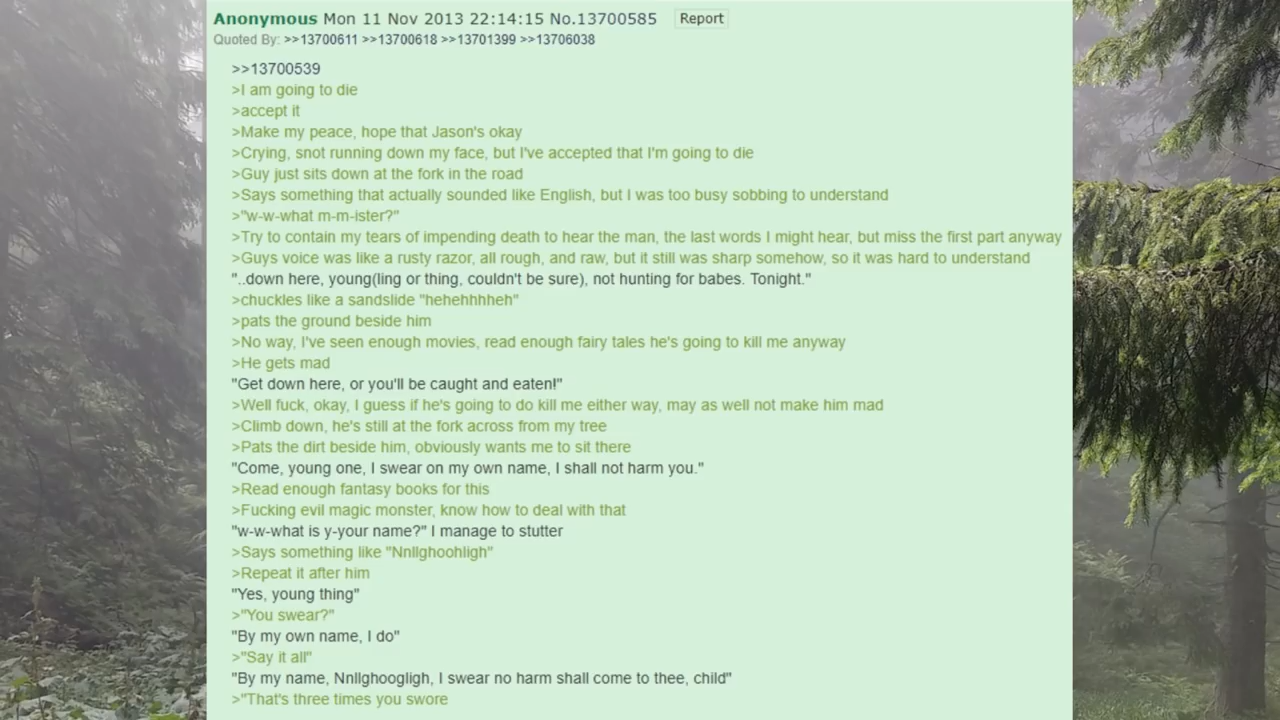 Anonymous Mon 11 Nov 2013 22:14:15 No.13700585 Report
Quoted By: >>13700611 >>13700618 >>13701399 >>13706038
>>13700539
>I am going to die
>accept it
>Make my peace, hope that Jason's okay
>Crying, snot running down my face, but I've accepted that I'm going to die
>Guy just sits down at the fork in the road
>Says something that actually sounded like English, but I was too busy sobbing to understand
>"w-w-what m-m-ister?"
>Try to contain my tears of impending death to hear the man, the last words I might hear, but miss the first part anyway
>Guys voice was like a rusty razor, all rough, and raw, but it still was sharp somehow, so it was hard to understand
"..down here, young(ling or thing, couldn't be sure), not hunting for babes. Tonight."
>chuckles like a sandslide "hehehhhheh"
>pats the ground beside him
>No way, I've seen enough movies, read enough fairy tales he's going to kill me anyway
>He gets mad
"Get down here, or you'll be caught and eaten!"
>Well fuck, okay, I guess if he's going to do kill me either way, may as well not make him mad
>Climb down, he's still at the fork across from my tree
>Pats the dirt beside him, obviously wants me to sit there
"Come, young one, I swear on my own name, I shall not harm you."
>Read enough fantasy books for this
>Fucking evil magic monster, know how to deal with that
"w-w-what is y-your name?" I manage to stutter
>Says something like "Nnllghoohligh"
>Repeat it after him
"Yes, young thing"
>"You swear?"
"By my own name, I do"
>"Say it all"
"By my name, Nnllghoogligh, I swear no harm shall come to thee, child"
>"That's three times you swore